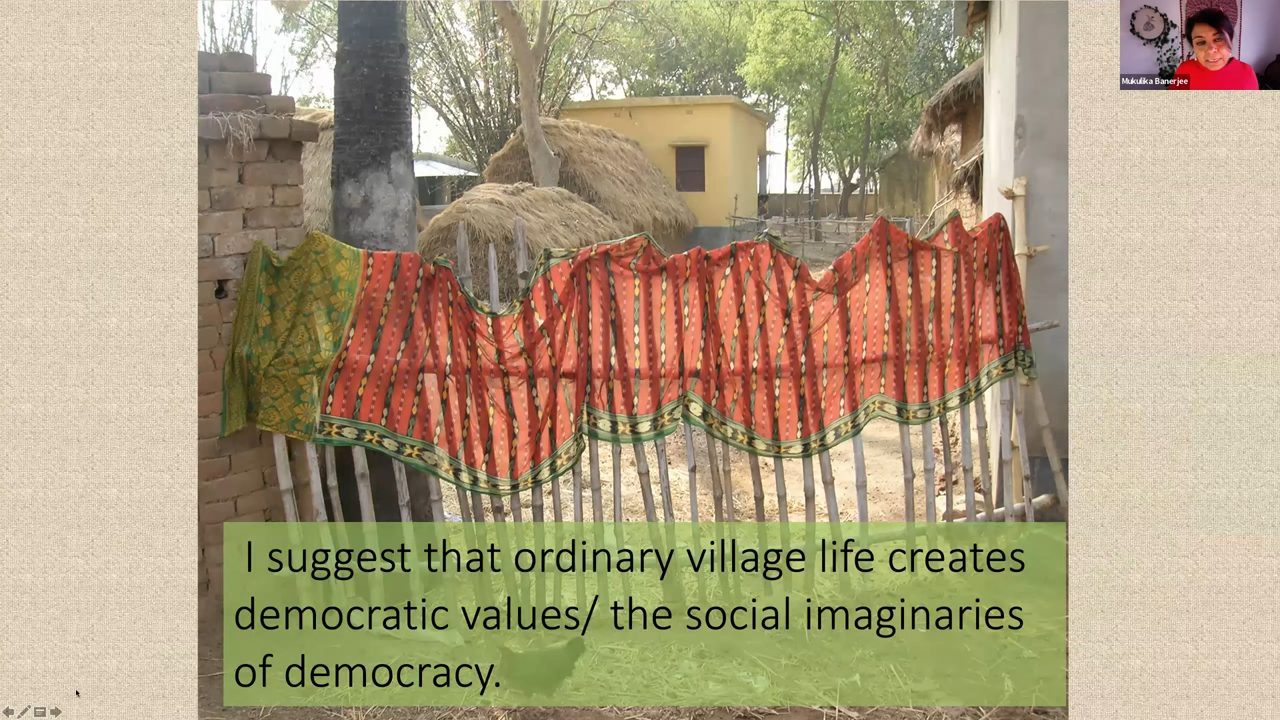 Mukulika Banerjee
I suggest that ordinary village life creates
democratic values/ the social imaginaries
of democracy.